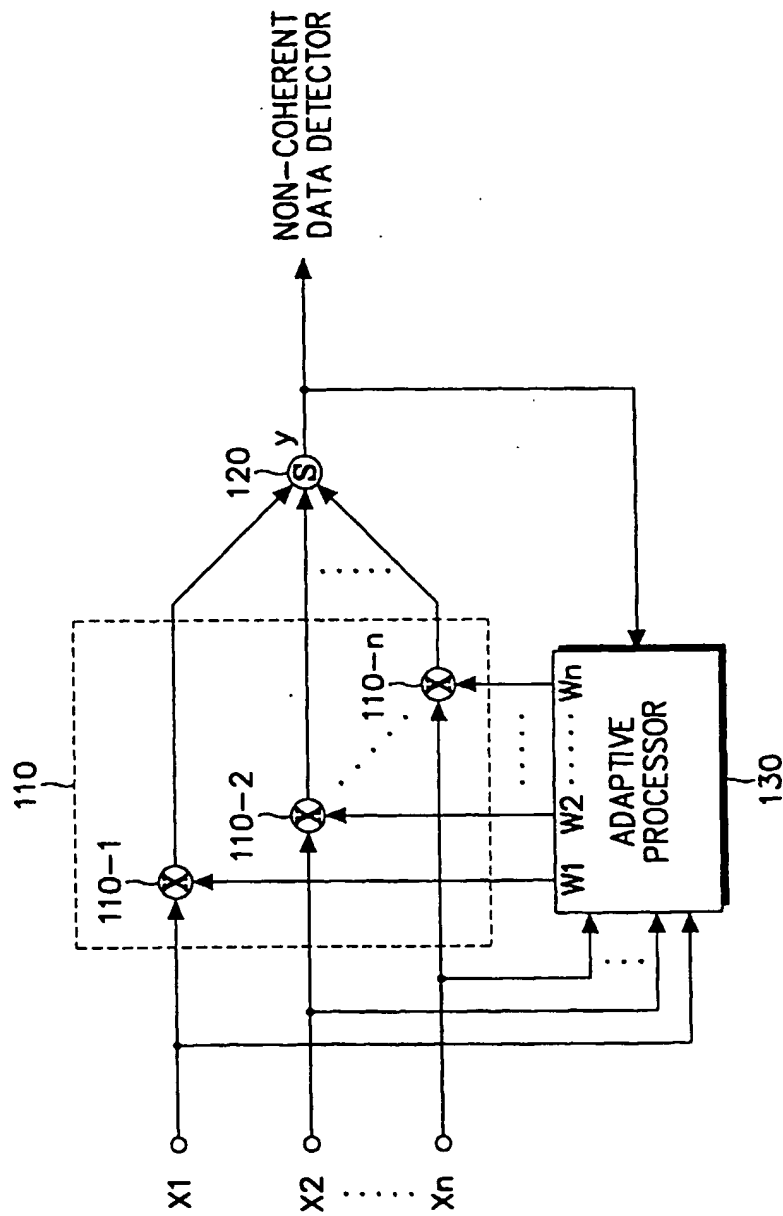 110
110-1
X1
120
y
NON-COHERENT
DATA DETECTOR
X
S
110-2
X
X2
......
110-n
X
Xn
W1 W2 ...... Wn
ADAPTIVE
PROCESSOR
130